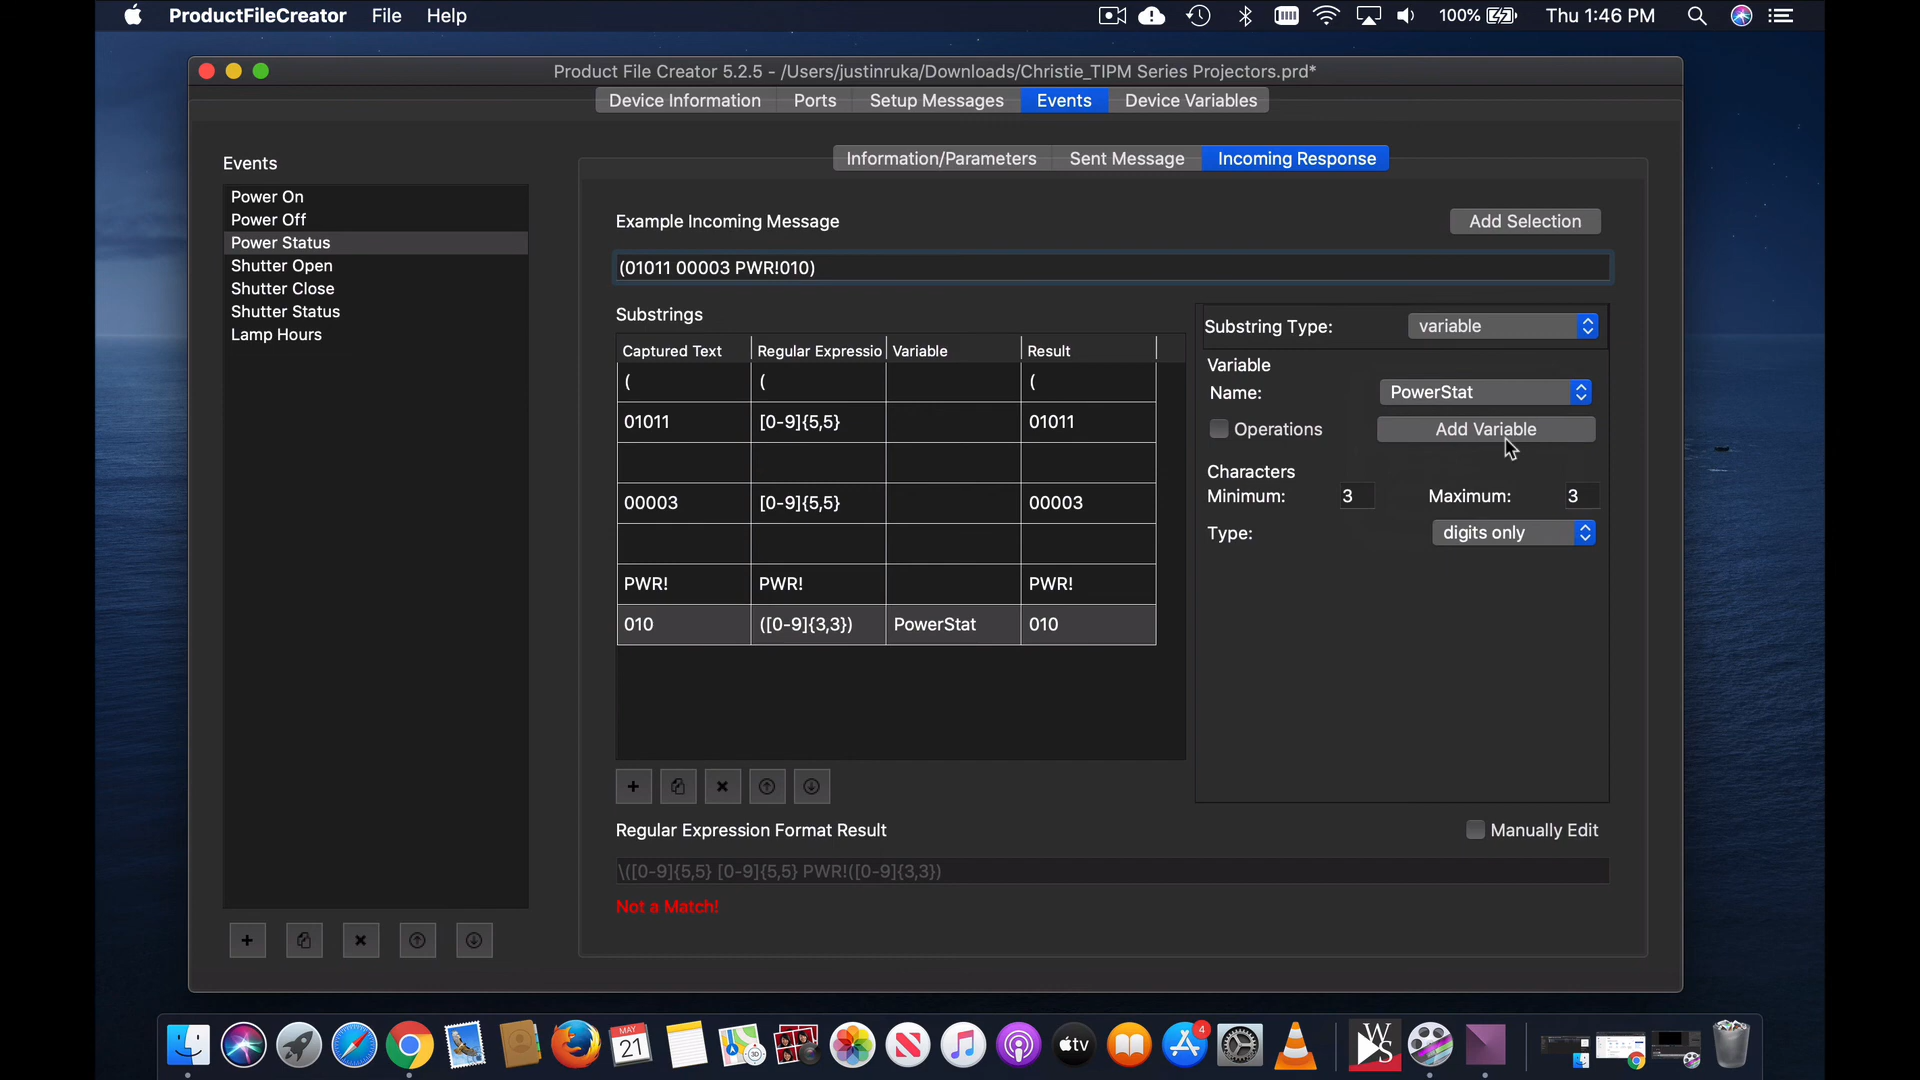 ProductFileCreator File Help 100% Thu 1:46 PM
Product File Creator 5.2.5 - /Users/justinruka/Downloads/Christie_TIPM Series Projectors.prd*
Device Information Ports Setup Messages Events Device Variables
Events
Power On
Power Off
Power Status
Shutter Open
Shutter Close
Shutter Status
Lamp Hours
Information/Parameters Sent Message Incoming Response
Example Incoming Message Add Selection
(01011 00003 PWR!010)
Substrings
Captured Text Regular Expressio Variable Result
( ( (
01011 [0-9]{5,5} 01011
00003 [0-9]{5,5} 00003
PWR! PWR! PWR!
010 ([0-9]{3,3}) PowerStat 010
Substring Type: variable
Variable
Name: PowerStat
Operations Add Variable
Characters
Minimum: 3 Maximum: 3
Type: digits only
Regular Expression Format Result Manually Edit
\([0-9]{5,5} [0-9]{5,5} PWR!([0-9]{3,3})
Not a Match!
MAY
21
3D
tv
4
WS